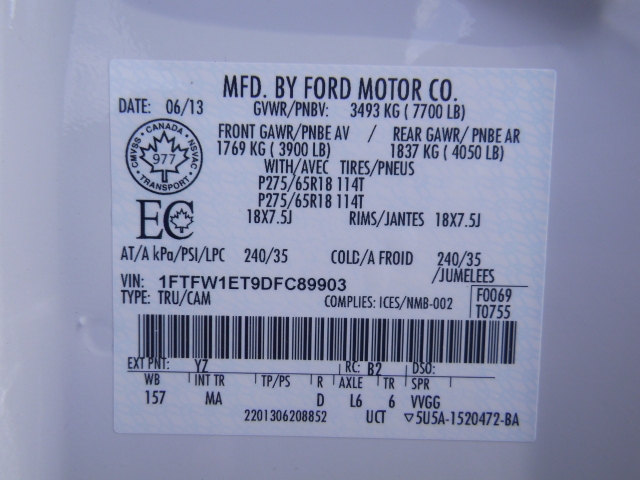 MFD. BY FORD MOTOR CO.
DATE: 06/13 GVWR/PNBV: 3493 KG ( 7700 LB)
FRONT GAWR/PNBE AV / REAR GAWR/ PNBE AR
1769 KG ( 3900 LB) 1837 KG ( 4050 LB)
WITH/AVEC TIRES/PNEUS
P275/65R18 114T
P275/65R18 114T
18X7.5J RIMS/JANTES 18X7.5J
CANADA
CMVSS NSVAC
977
TRANSPORT
EC
AT/A kPa/PSI/LPC 240/35 COLD/A FROID 240/35
/JUMELEES
VIN: 1FTFW1ET9DFC89903
TYPE: TRU/CAM COMPLIES: ICES/NMB-002
F0069
T0755
EXT PNT: YZ RC: B2 DSO:
WB INT TR TP/PS R AXLE TR SPR
157 MA D L6 6 VVGG
2201306208852 UCT ▽5U5A-1520472-BA